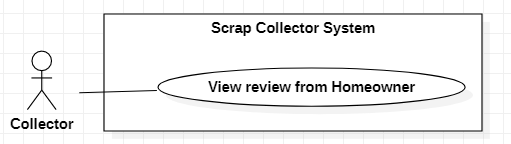 Scrap Collector System
View review from Homeowner
Collector